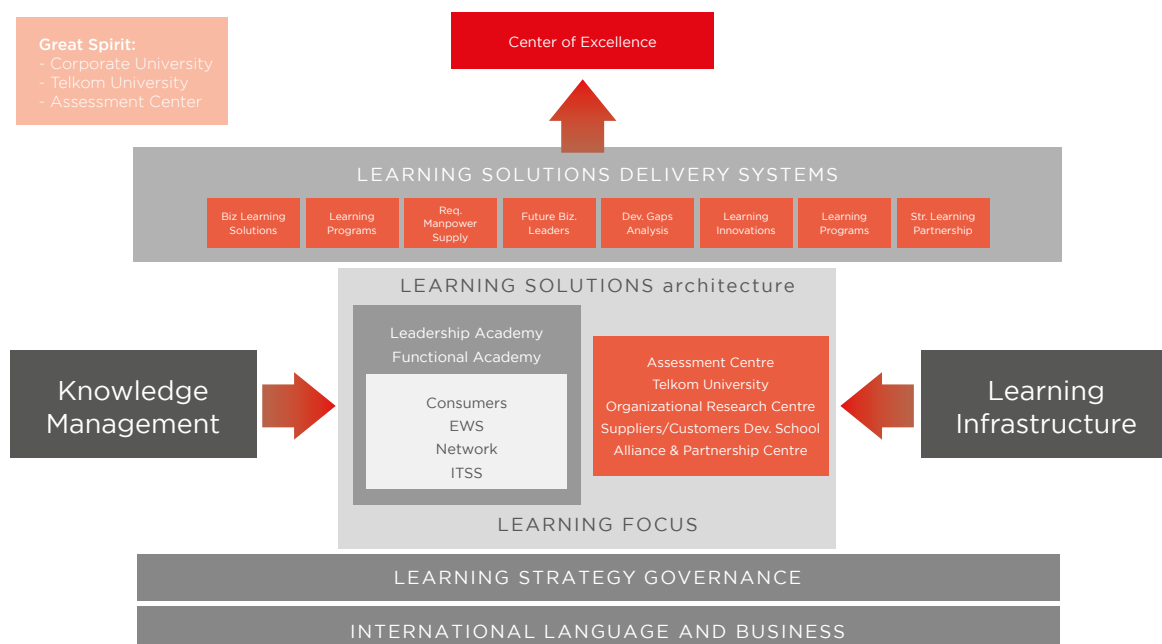 Great Spirit:
- Corporate University
- Telkom University
- Assessment Center
Center of Excellence
LEARNING SOLUTIONS DELIVERY SYSTEMS
Biz Learning
Solutions
Learning
Programs
Req.
Manpower
Supply
Future Biz.
Leaders
Dev. Gaps
Analysis
Learning
Innovations
Learning
Programs
Str. Learning
Partnership
LEARNING SOLUTIONS architecture
Leadership Academy
Functional Academy
Consumers
EWS
Network
ITSS
Assessment Centre
Telkom University
Organizational Research Centre
Suppliers/Customers Dev. School
Alliance & Partnership Centre
LEARNING FOCUS
Knowledge
Management
Learning
Infrastructure
LEARNING STRATEGY GOVERNANCE
INTERNATIONAL LANGUAGE AND BUSINESS